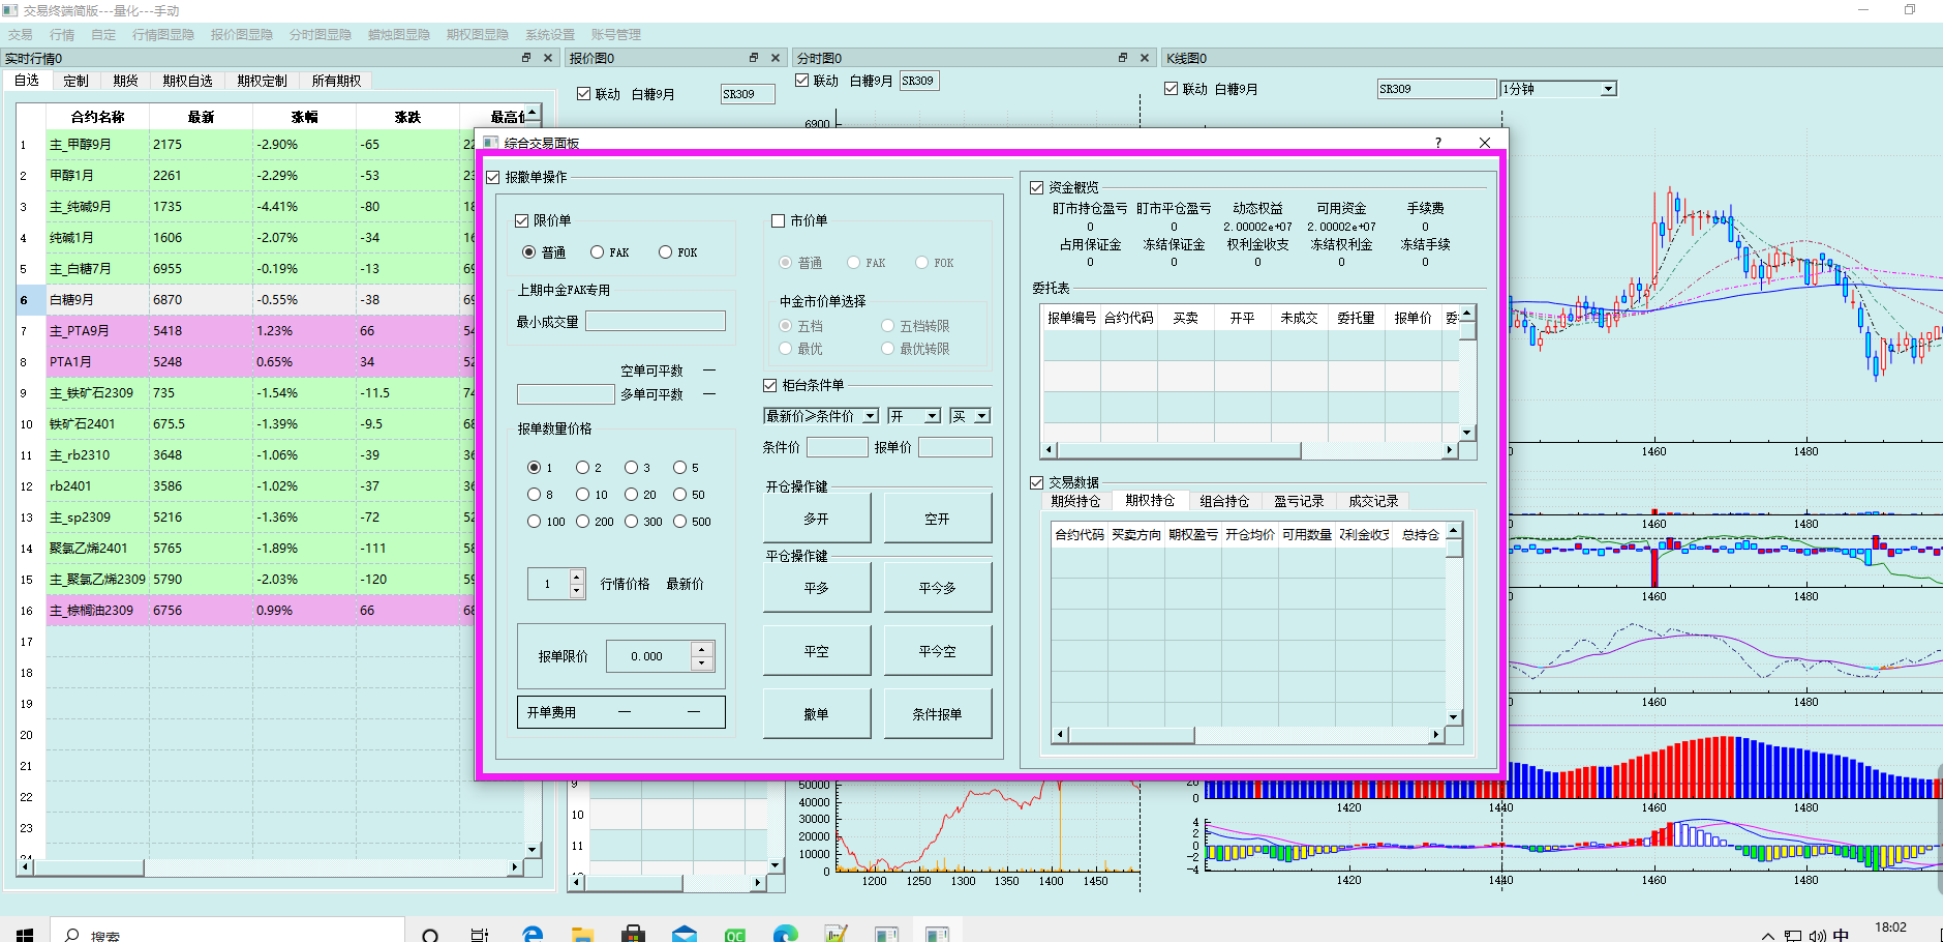 交易终端简版---量化---手动
交易 行情 自定 行情图显隐 报价图显隐 分时图显隐 蜡烛图显隐 期权图显隐 系统设置 账号管理
实时行情0
报价图0
分时图0
K线图0
自选 定制 期货 期权自选 期权定制 所有期权
联动 白糖9月 SR309
联动 白糖9月 SR309
联动 白糖9月 SR309 1分钟
合约名称 最新 涨幅 涨跌
1 主_甲醇9月 2175 -2.90% -65
2 甲醇1月 2261 -2.29% -53
3 主_纯碱9月 1735 -4.41% -80
4 纯碱1月 1606 -2.07% -34
5 主_白糖7月 6955 -0.19% -13
6 白糖9月 6870 -0.55% -38
7 主_PTA9月 5418 1.23% 66
8 PTA1月 5248 0.65% 34
9 主_铁矿石2309 735 -1.54% -11.5
10 铁矿石2401 675.5 -1.39% -9.5
11 主_rb2310 3648 -1.06% -39
12 rb2401 3586 -1.02% -37
13 主_sp2309 5216 -1.36% -72
14 聚氯乙烯2401 5765 -1.89% -111
15 主_聚氯乙烯2309 5790 -2.03% -120
16 主_棕榈油2309 6756 0.99% 66
17
18
19
20
21
22
23
6900
综合交易面板 ?
报撤单操作
限价单
普通 FAK FOK
上期中金FAK专用
最小成交量
空单可平数 —
多单可平数 —
报单数量价格
1 2 3 5
8 10 20 50
100 200 300 500
1 行情价格 最新价
报单限价 0.000
开单费用 — —
市价单
普通 FAK FOK
中金市价单选择
五档 五档转限
最优 最优转限
柜台条件单
最新价≥条件价 开 买
条件价 报单价
开仓操作键
多开 空开
平仓操作键
平多 平今多
平空 平今空
撤单 条件报单
资金概览
盯市持仓盈亏 盯市平仓盈亏 动态权益 可用资金 手续费
0 0 2.00002e+07 2.00002e+07 0
占用保证金 冻结保证金 权利金收支 冻结权利金 冻结手续
0 0 0 0 0
委托表
报单编号 合约代码 买卖 开平 未成交 委托量 报单价
交易数据
期货持仓 期权持仓 组合持仓 盈亏记录 成交记录
合约代码 买卖方向 期权盈亏 开仓均价 可用数量 总持仓
1460 1480
1460 1480
1460 1480
1460 1480
10
11
50000
40000
30000
20000
10000
0
1200 1250 1300 1350 1400 1450
20
0
1420 1440 1460 1480
4
2
0
-2
-4
1420 1440 1460 1480
搜索
中
18:02